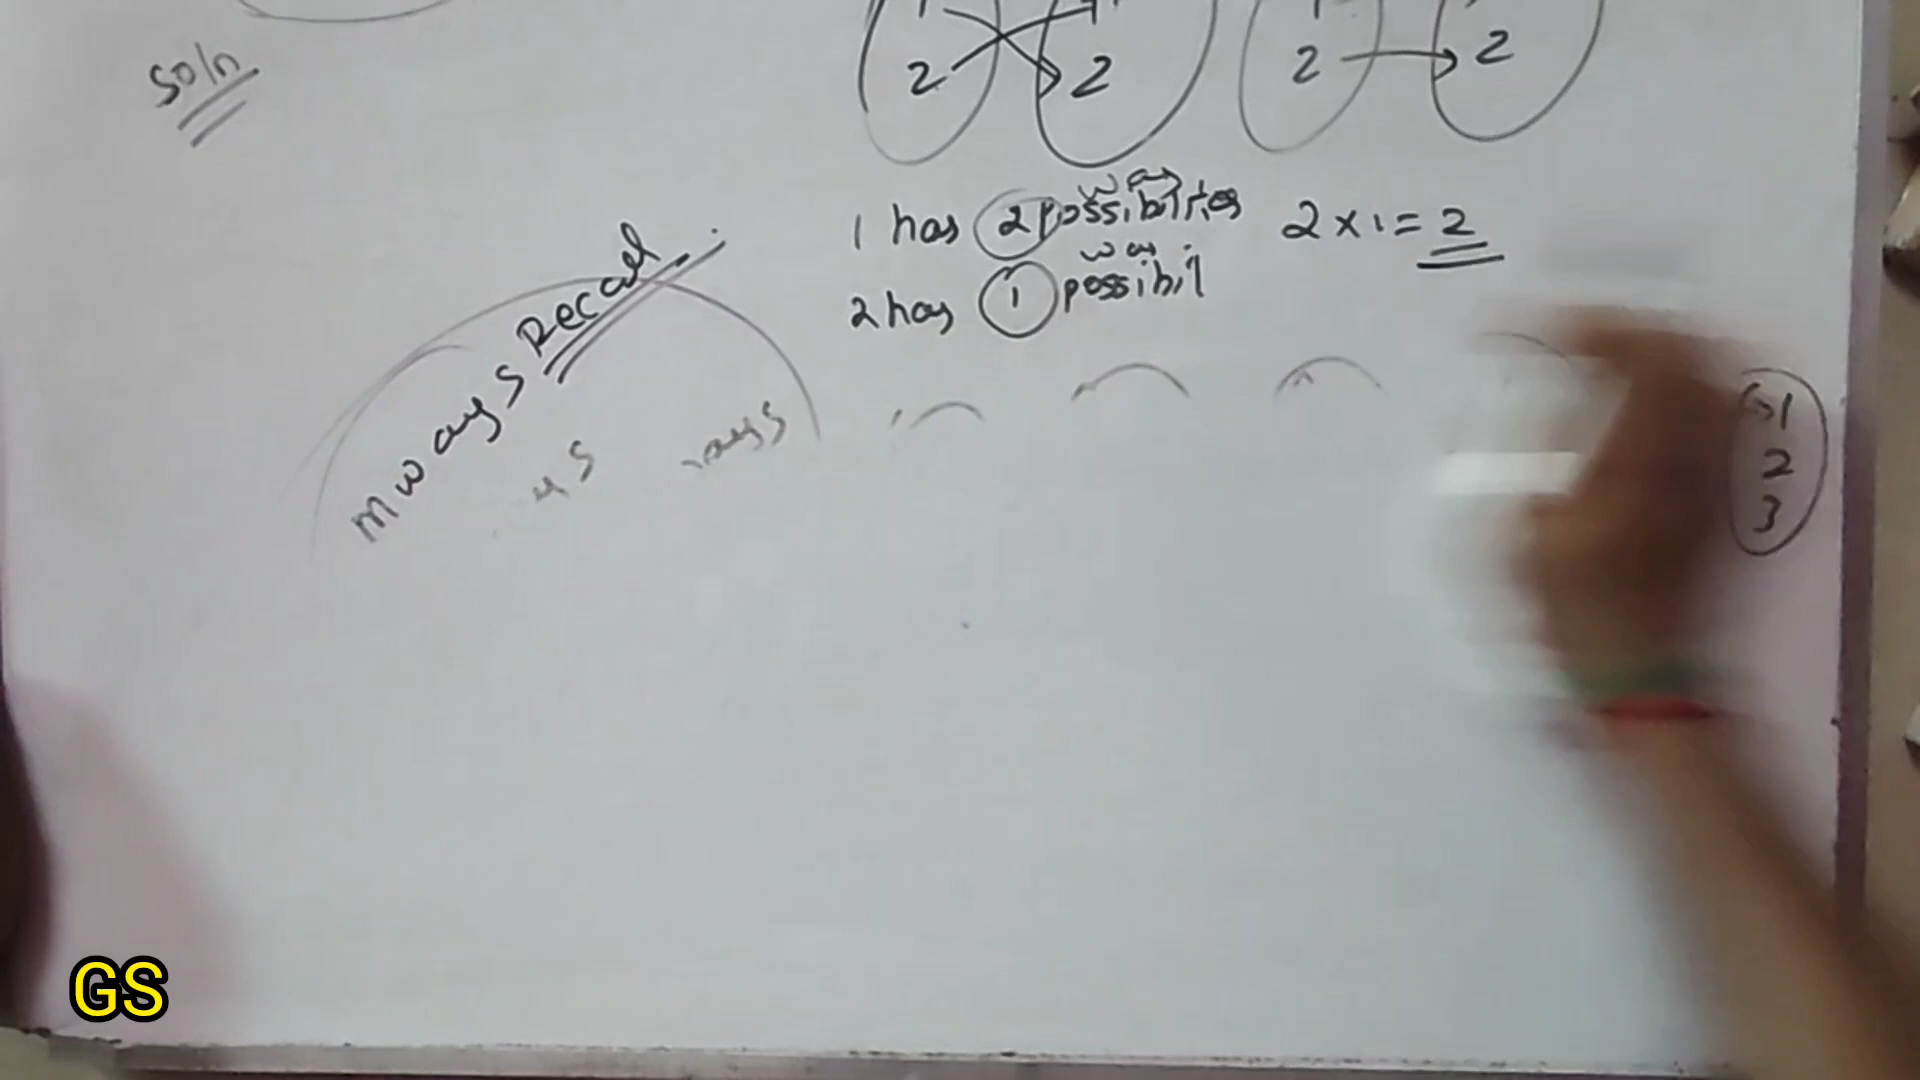 Soln
2 2
2 2
ways
1 has 2 possibilities 2 x 1 = 2
ways
2 has 1 possibil
Recall
m ways
ys ways
1
2
3
GS